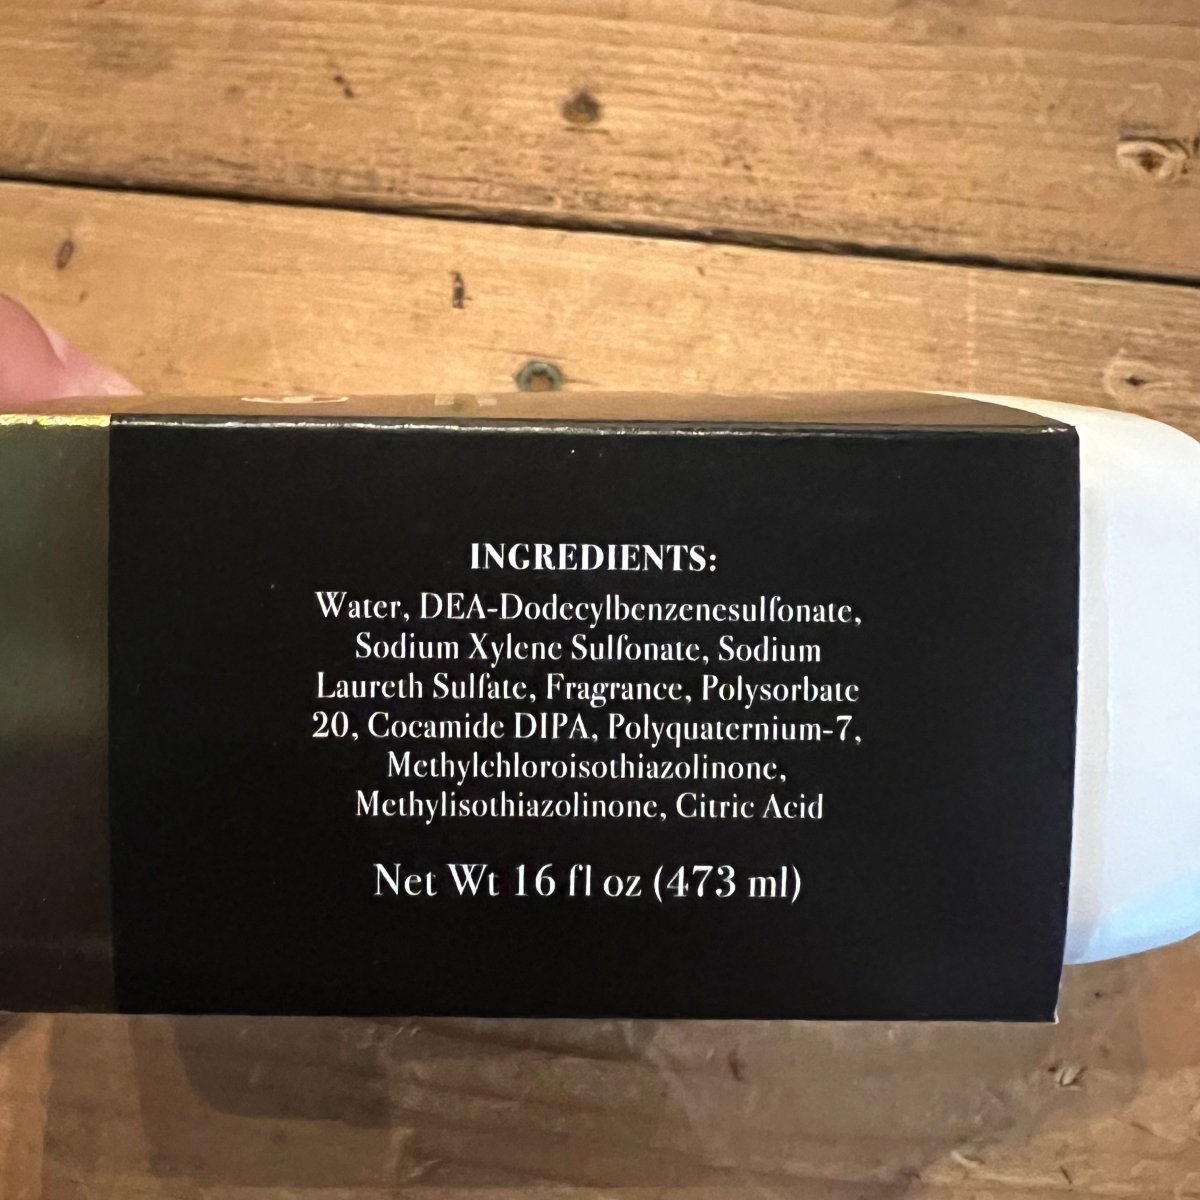 INGREDIENTS:
Water, DEA-Dodecylbenzenesulfonate,
Sodium Xylene Sulfonate, Sodium
Laureth Sulfate, Fragrance, Polysorbate
20, Cocamide DIPA, Polyquaternium-7,
Methylchloroisothiazolinone,
Methylisothiazolinone, Citric Acid
Net Wt 16 fl oz (473 ml)